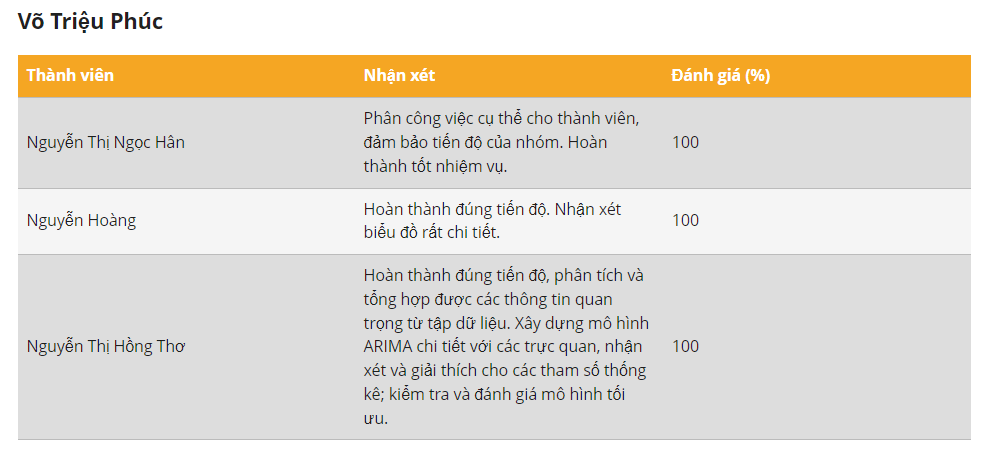 Võ Triệu Phúc
Thành viên Nhận xét Đánh giá (%)
Nguyễn Thị Ngọc Hân
Phân công việc cụ thể cho thành viên,
đảm bảo tiến độ của nhóm. Hoàn
thành tốt nhiệm vụ.
100
Nguyễn Hoàng
Hoàn thành đúng tiến độ. Nhận xét
biểu đồ rất chi tiết.
100
Nguyễn Thị Hồng Thơ
Hoàn thành đúng tiến độ, phân tích và
tổng hợp được các thông tin quan
trọng từ tập dữ liệu. Xây dựng mô hình
ARIMA chi tiết với các trực quan, nhận
xét và giải thích cho các tham số thống
kê; kiểm tra và đánh giá mô hình tối
ưu.
100